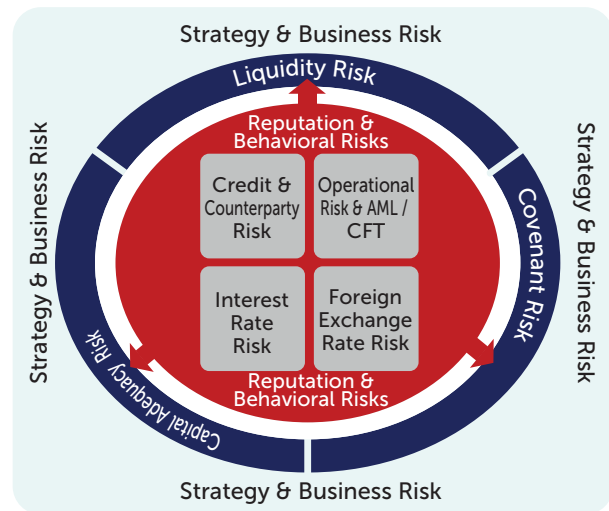 Strategy & Business Risk
Liquidity Risk
Reputation &
Behavioral Risks
Credit &
Counterparty
Risk
Operational
Risk & AML /
CFT
Interest
Rate
Risk
Foreign
Exchange
Rate Risk
Reputation &
Behavioral Risks
Strategy & Business Risk
Capital Adequacy Risk
Covenant Risk
Strategy & Business Risk
Strategy & Business Risk